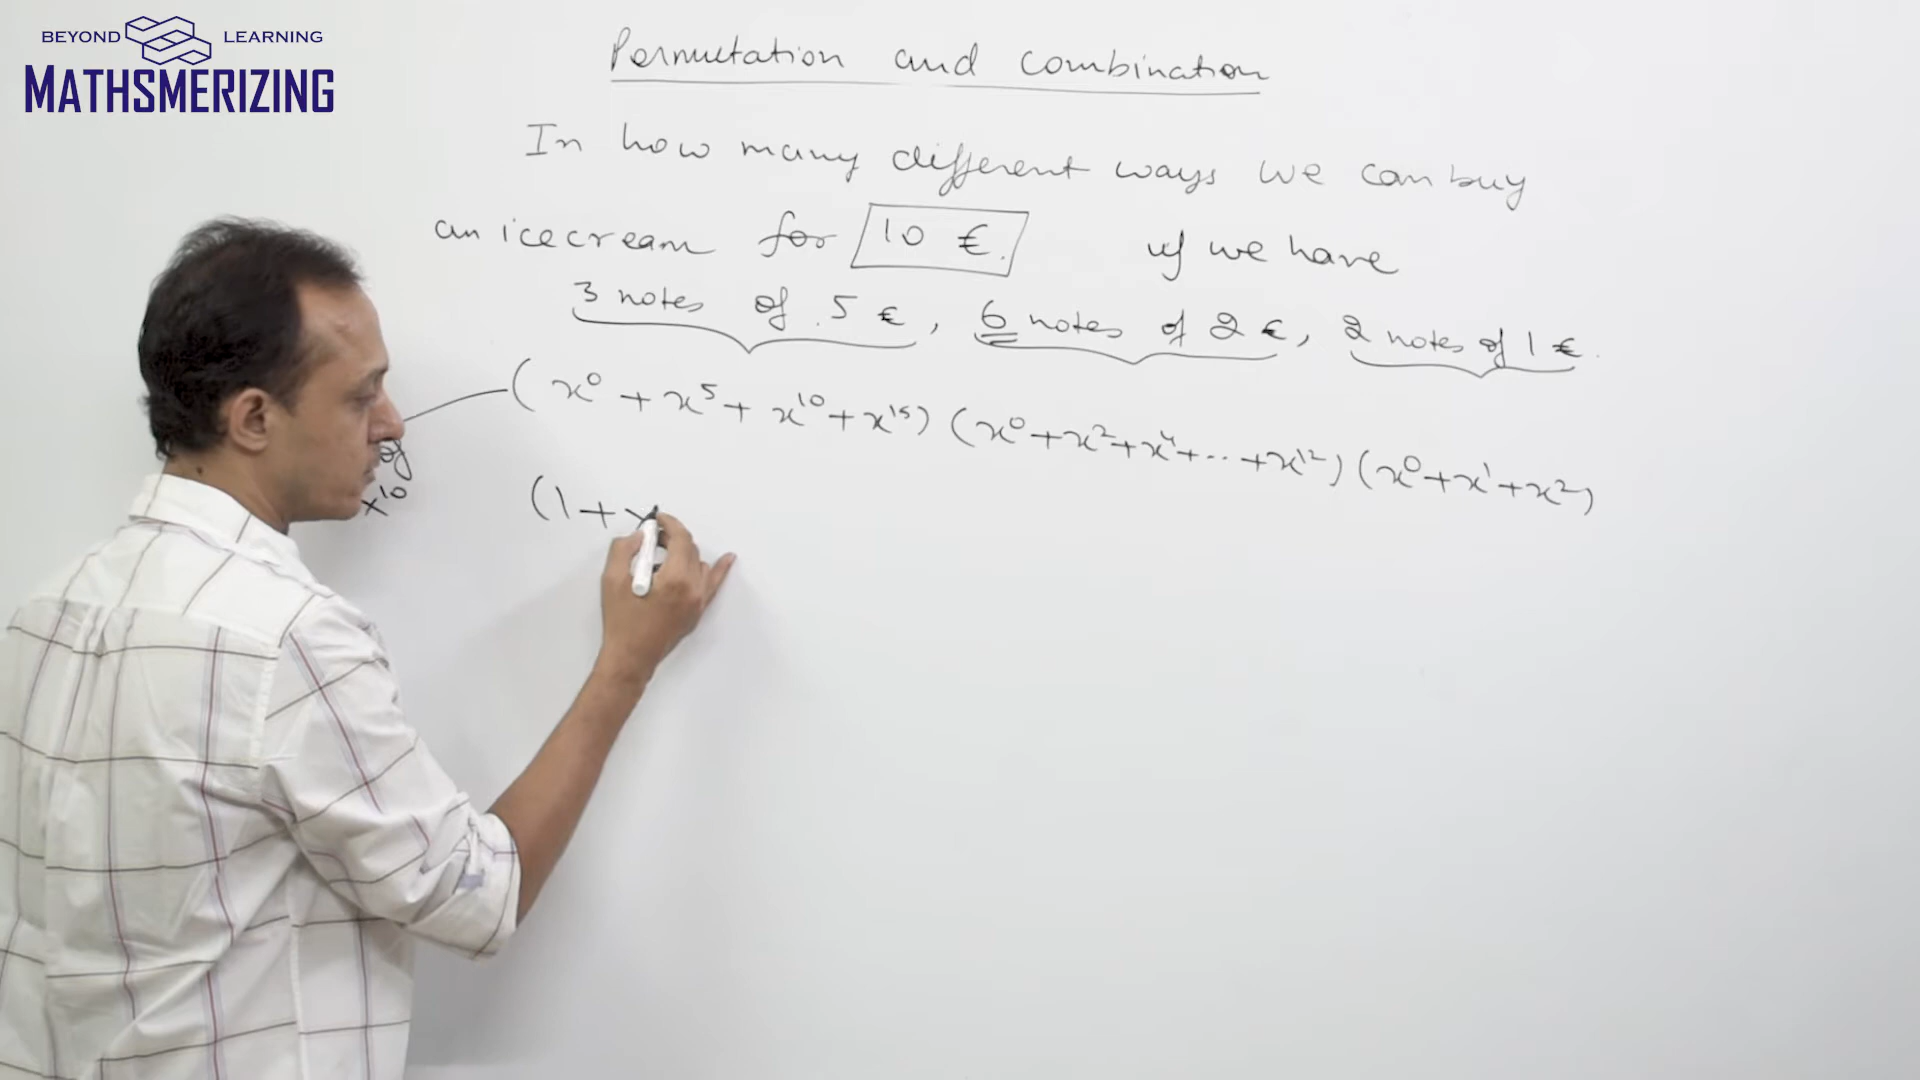 BEYOND LEARNING
MATHSMERIZING
Permutation and combination
In how many different ways we can buy
an icecream for 10 €. if we have
3 notes of 5 €, 6 notes of 2 €, 2 notes of 1 €.
(x⁰ + x⁵ + x¹⁰ + x¹⁵) (x⁰ + x² + x⁴ + ... + x¹²) (x⁰ + x¹ + x²)
of
x¹⁰
(1 + x